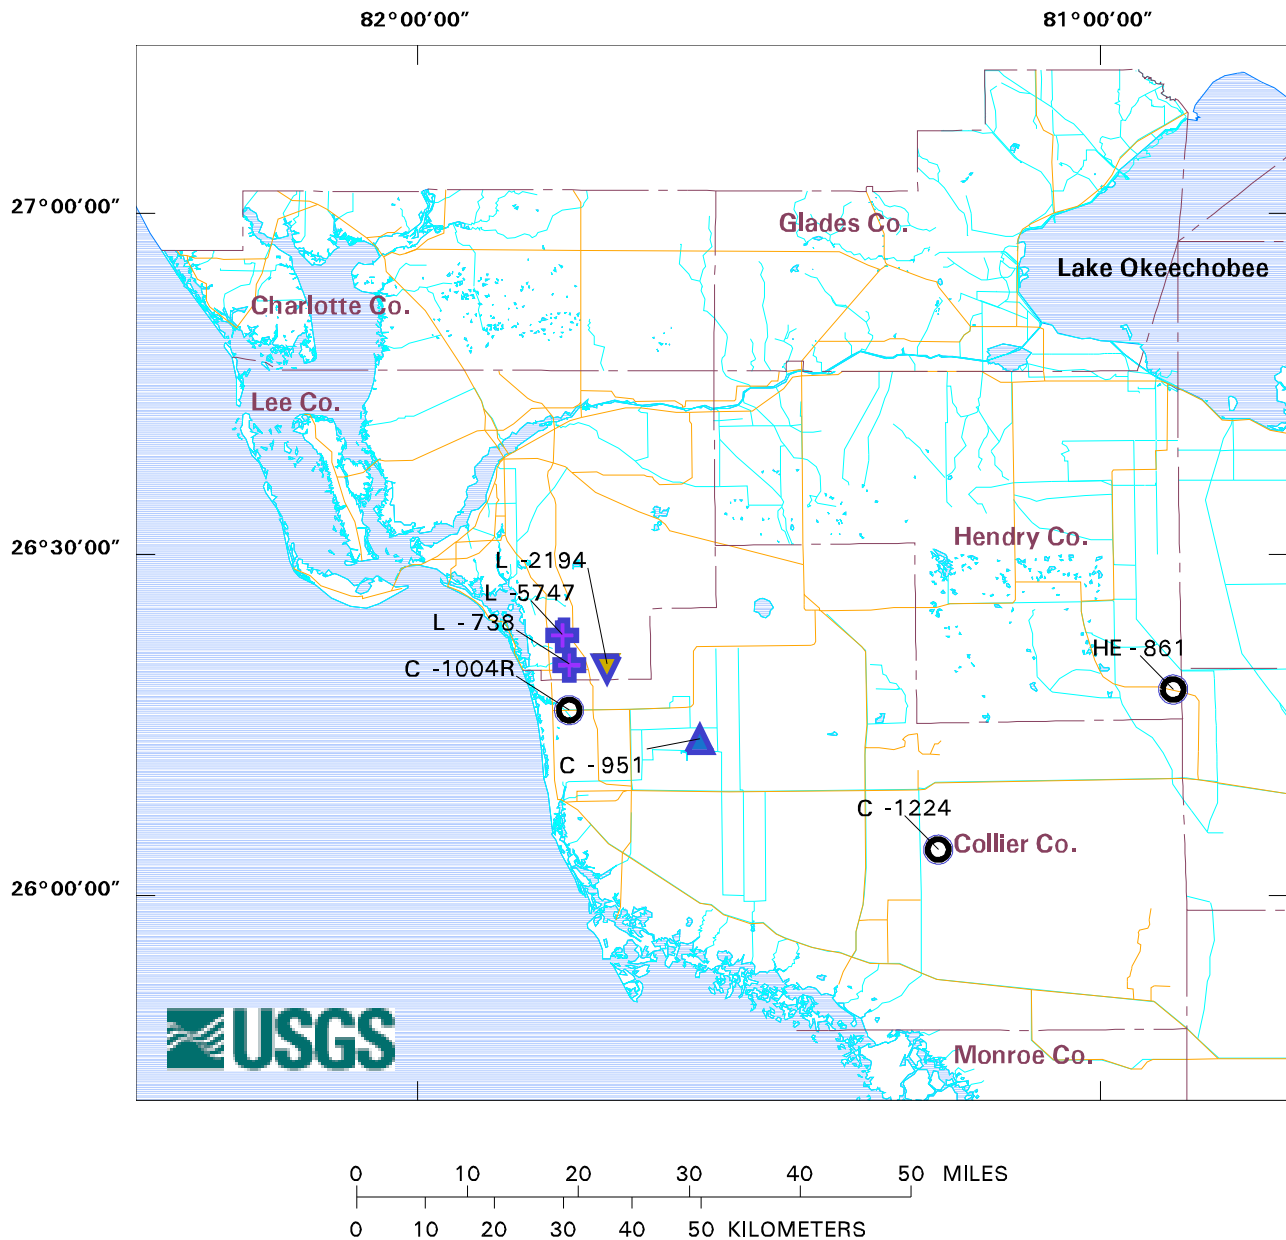 82°00'00" 81°00'00"
27°00'00"
Glades Co.
Lake Okeechobee
Charlotte Co.
Lee Co.
Hendry Co.
26°30'00"
L -2194
L -5747
L - 738
HE - 861
C -1004R
C - 951
C -1224
Collier Co.
26°00'00"
USGS
Monroe Co.
0 10 20 30 40 50 MILES
0 10 20 30 40 50 KILOMETERS